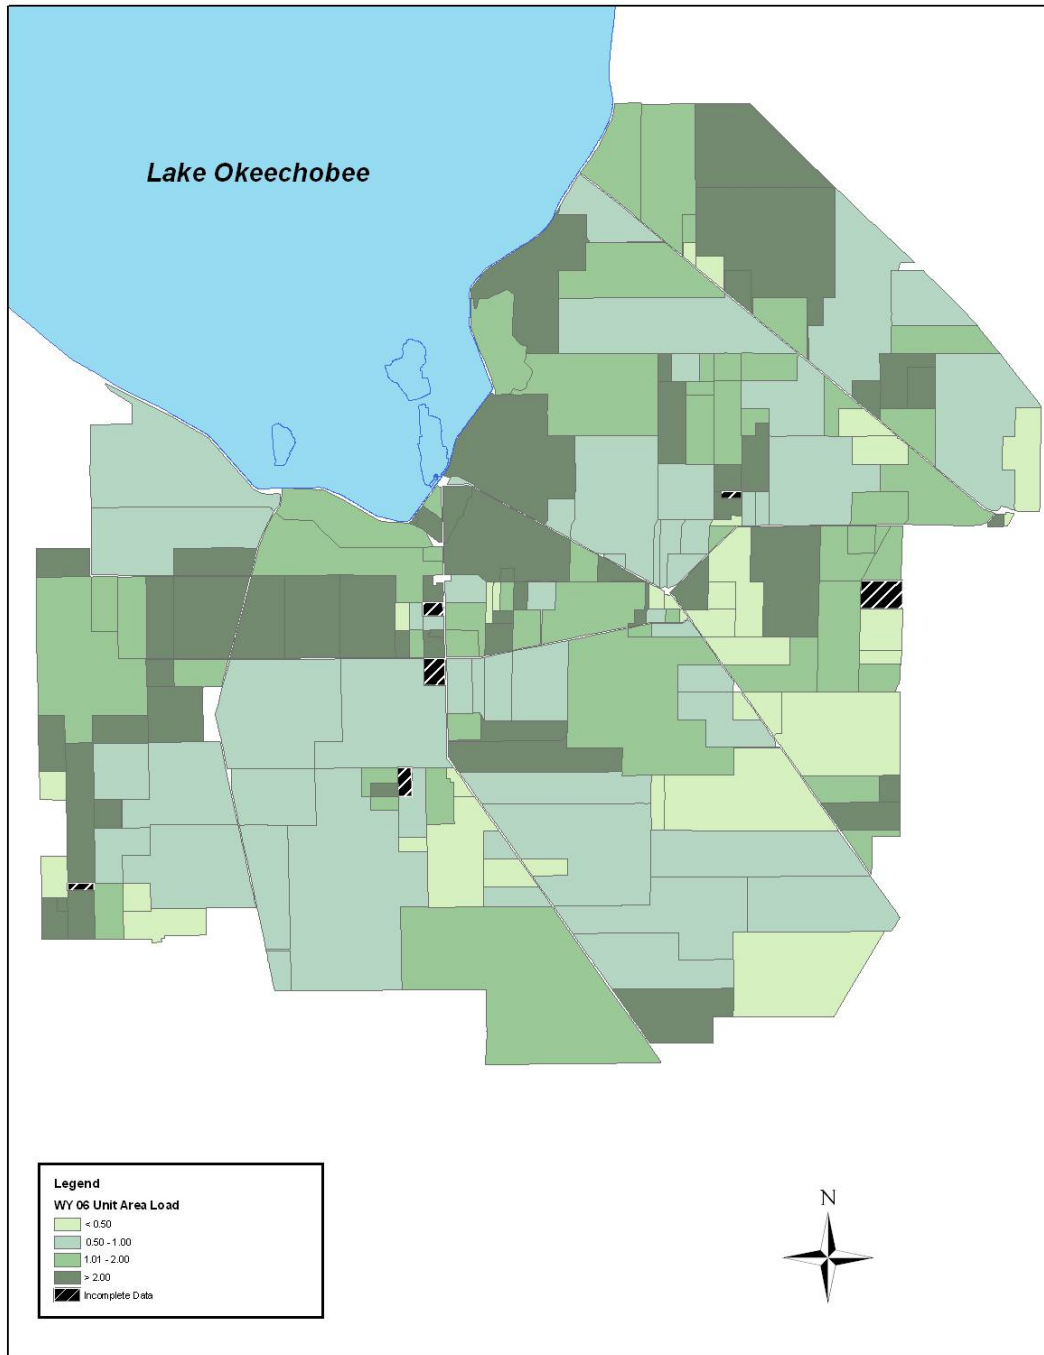 Lake Okeechobee
Legend
WY 06 Unit Area Load
< 0.50
0.50 - 1.00
1.01 - 2.00
> 2.00
Incomplete Data
N